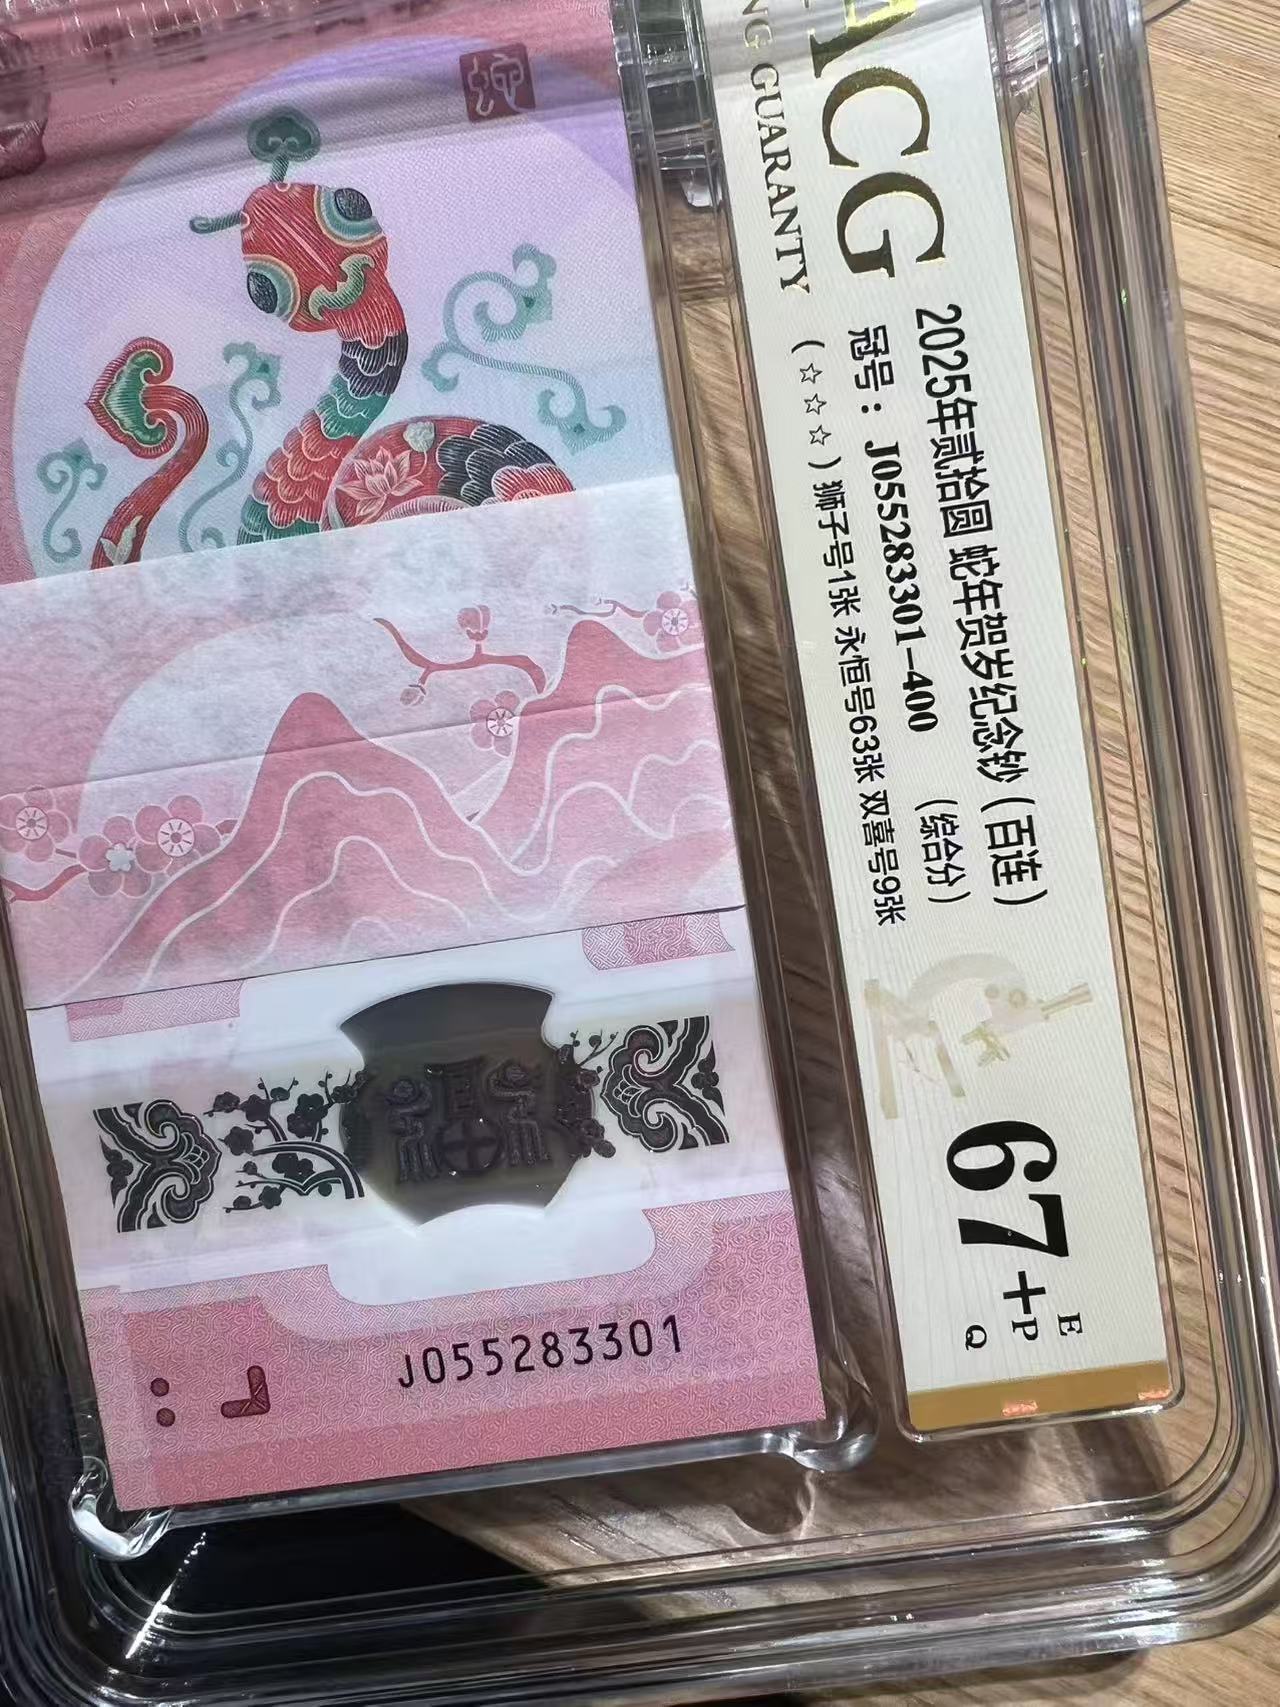 ACG
NG GUARANTY
2025年贰拾圆 蛇年贺岁纪念钞（百连）
冠号：J055283301-400 （综合分）
（☆☆☆）狮子号1张 永恒号63张 双喜号9张
67+
E
P
Q
蛇
福
J055283301